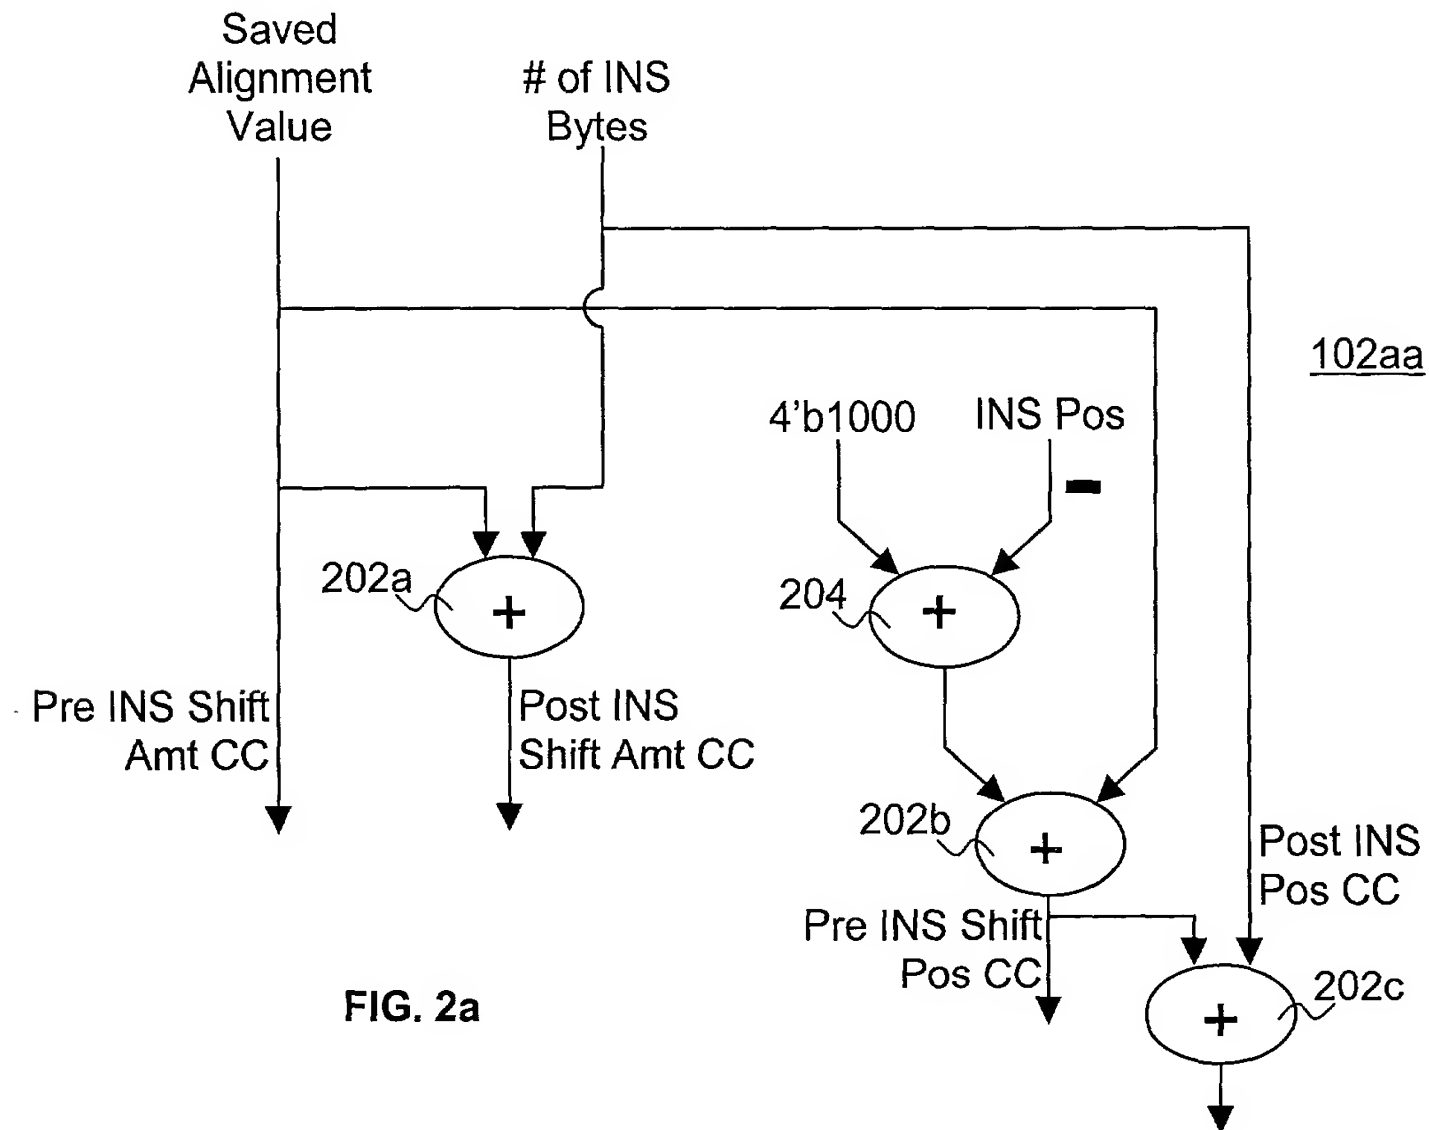 Saved
Alignment
Value
# of INS
Bytes
102aa
4'b1000
INS Pos
-
202a
+
204
+
Pre INS Shift
Amt CC
Post INS
Shift Amt CC
202b
+
Post INS
Pos CC
Pre INS Shift
Pos CC
202c
+
FIG. 2a